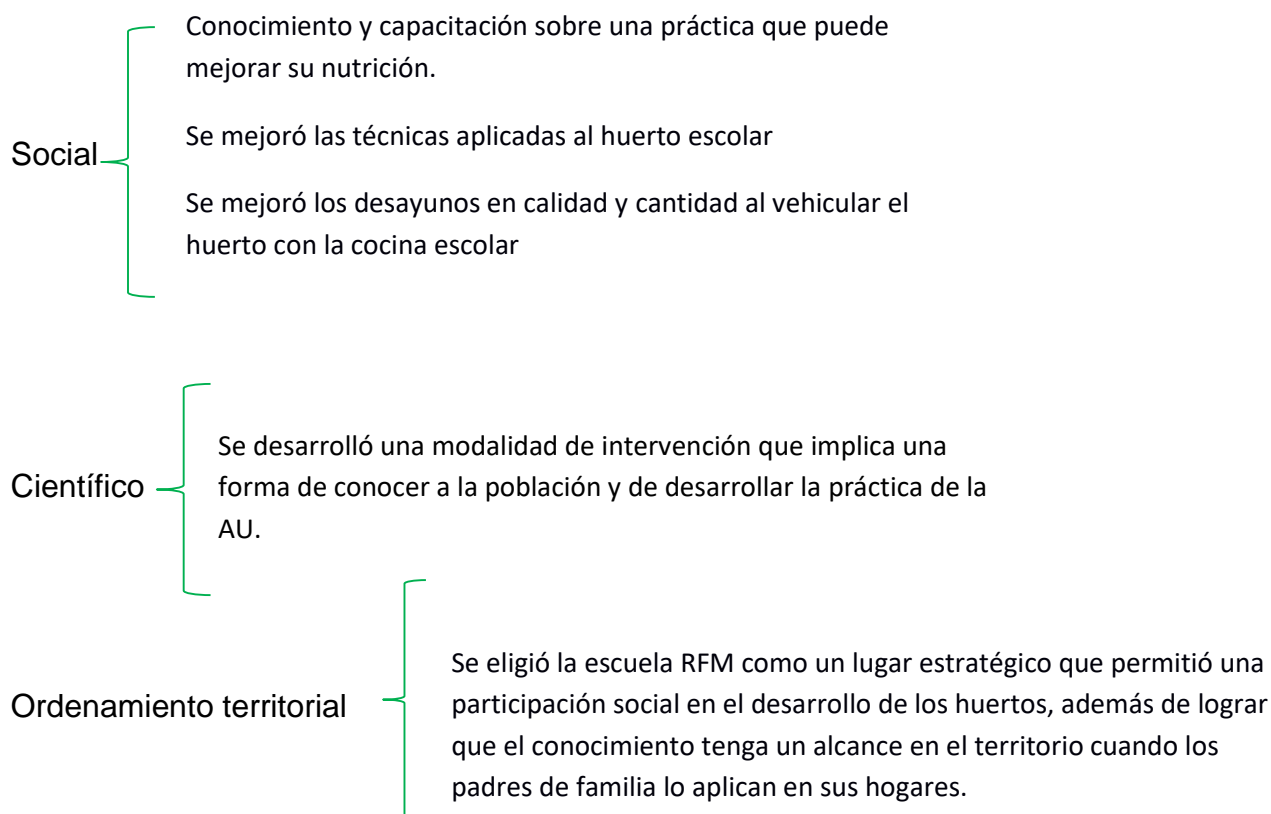 Conocimiento y capacitación sobre una práctica que puede
mejorar su nutrición.
Se mejoró las técnicas aplicadas al huerto escolar
Social
Se mejoró los desayunos en calidad y cantidad al vehicular el
huerto con la cocina escolar
Se desarrolló una modalidad de intervención que implica una
Científico
forma de conocer a la población y de desarrollar la práctica de la
AU.
Se eligió la escuela RFM como un lugar estratégico que permitió una
Ordenamiento territorial
participación social en el desarrollo de los huertos, además de lograr
que el conocimiento tenga un alcance en el territorio cuando los
padres de familia lo aplican en sus hogares.